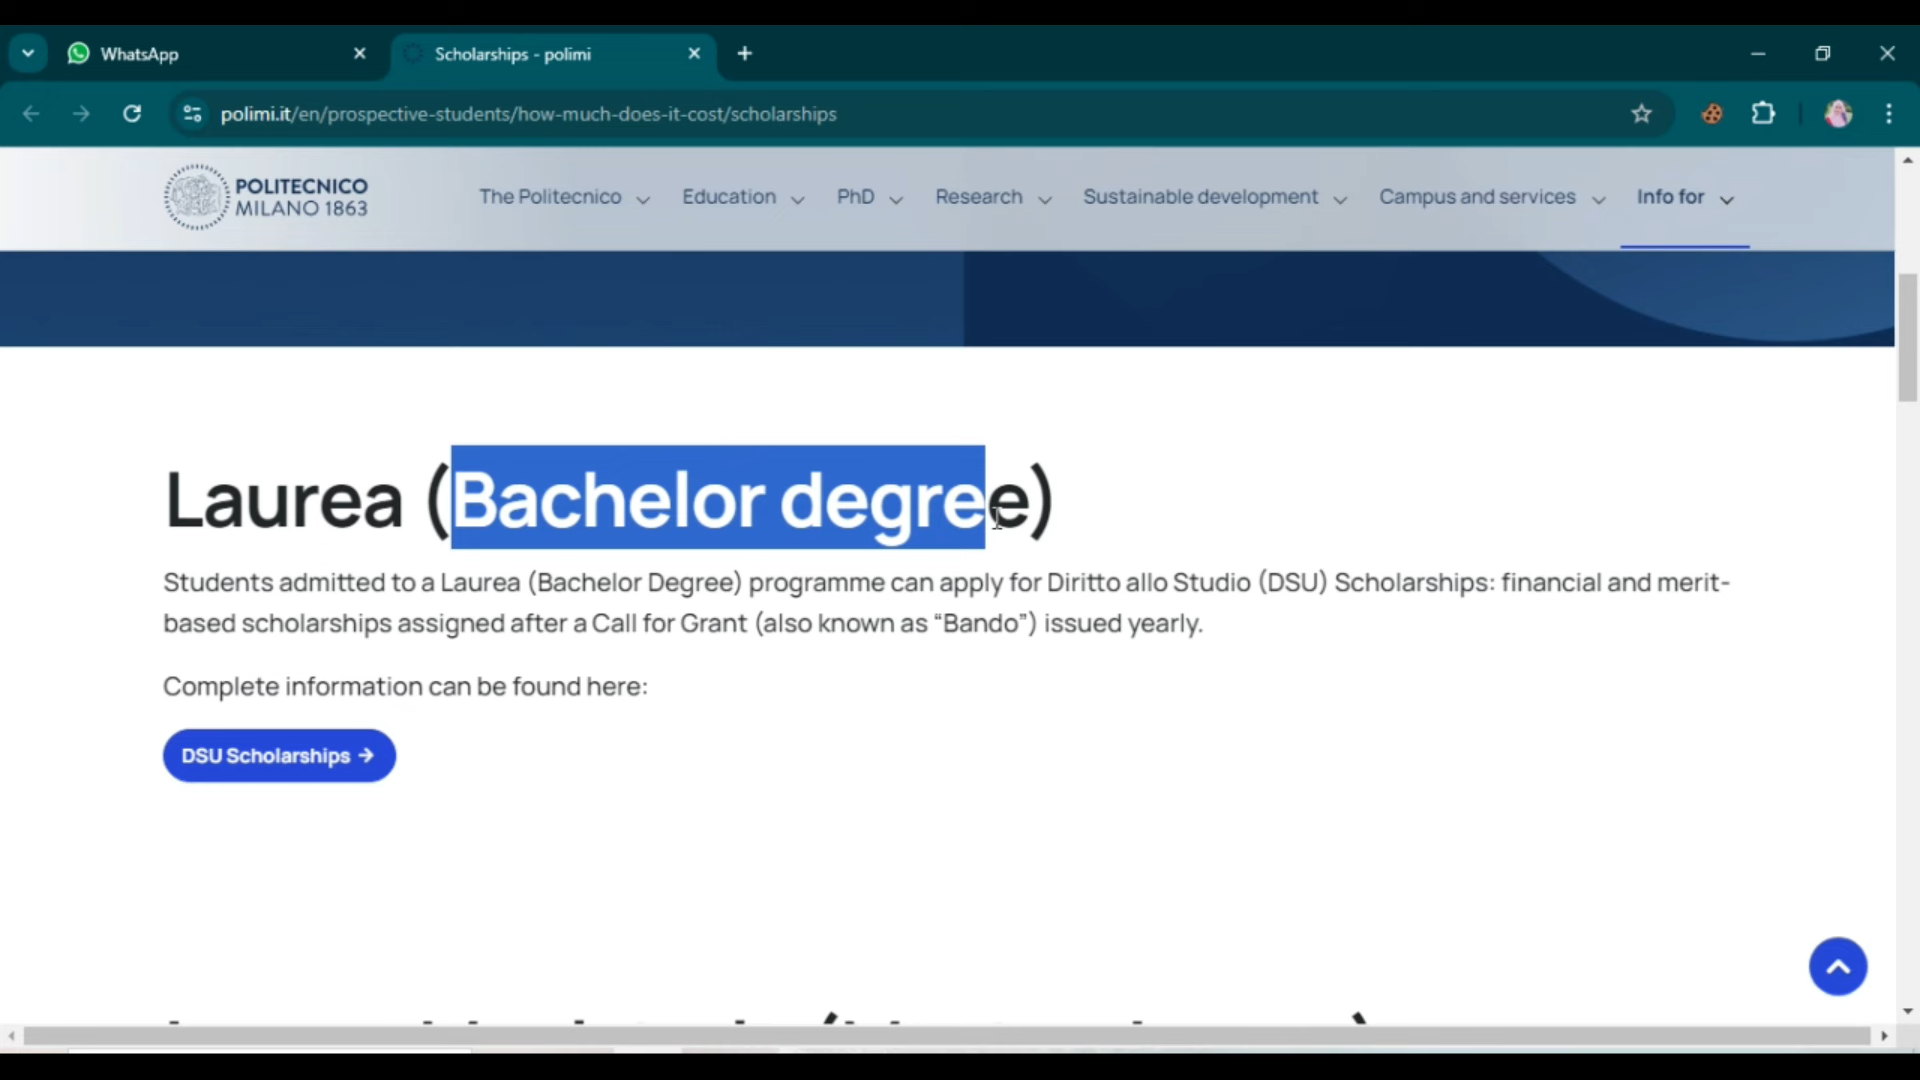 WhatsApp
Scholarships - polimi
polimi.it/en/prospective-students/how-much-does-it-cost/scholarships
POLITECNICO
MILANO 1863
The Politecnico
Education
PhD
Research
Sustainable development
Campus and services
Info for
Laurea (Bachelor degree)
Students admitted to a Laurea (Bachelor Degree) programme can apply for Diritto allo Studio (DSU) Scholarships: financial and merit-
based scholarships assigned after a Call for Grant (also known as “Bando”) issued yearly.
Complete information can be found here:
DSU Scholarships →